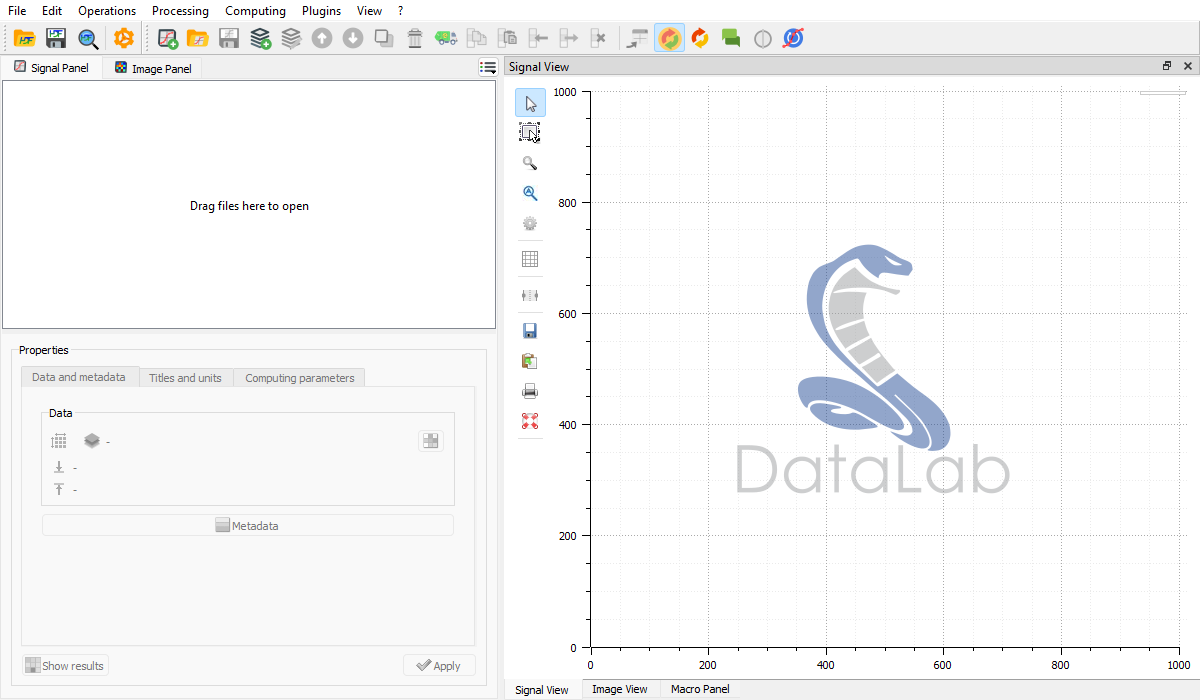 File Edit Operations Processing Computing Plugins View ?
Signal Panel Image Panel
Drag files here to open
Properties
Data and metadata Titles and units Computing parameters
Data
-
-
-
Metadata
Show results Apply
Signal View
1000
800
600
400
200
0
0 200 400 600 800 1000
DataLab
Signal View Image View Macro Panel